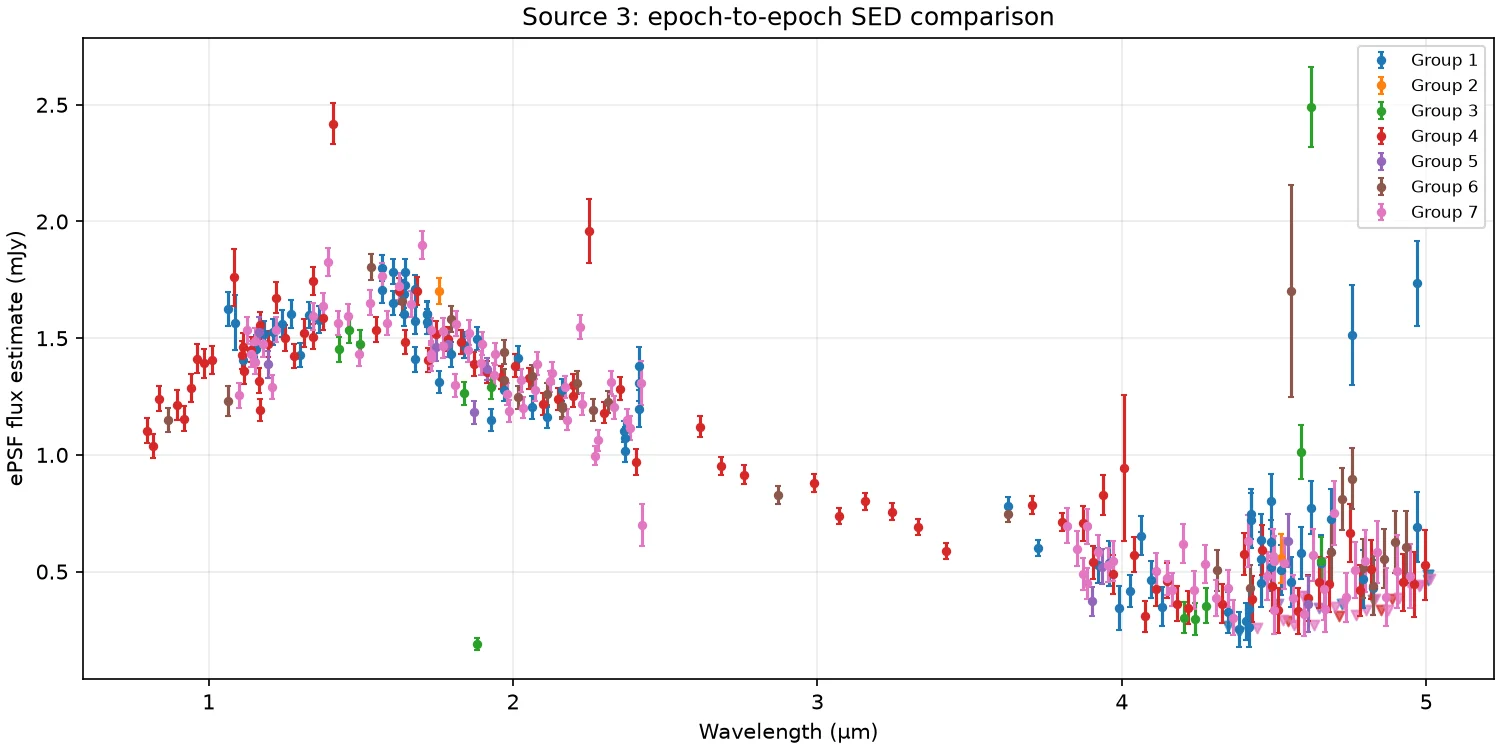 Source 3: epoch-to-epoch SED comparison
ePSF flux estimate (mJy)
2.5
2.0
1.5
1.0
0.5
1
2
3
4
5
Wavelength (µm)
Group 1
Group 2
Group 3
Group 4
Group 5
Group 6
Group 7